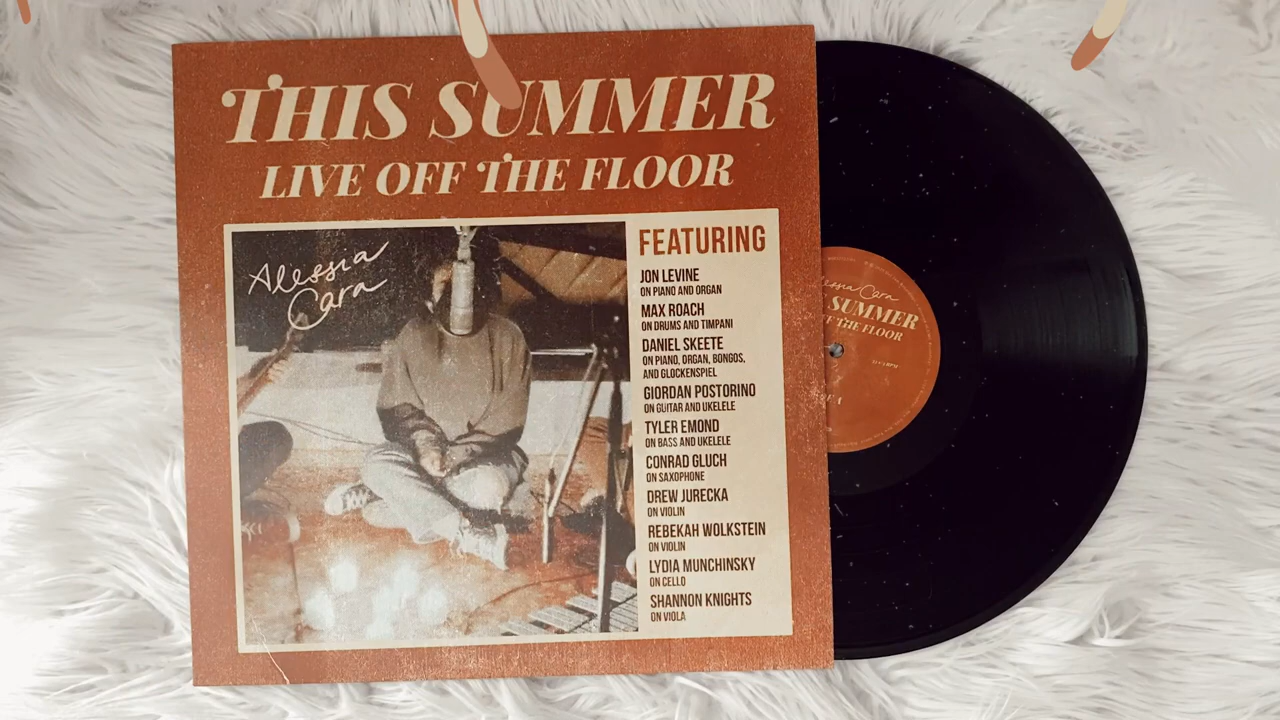 THIS SUMMER
LIVE OFF THE FLOOR
Alessia
Cara
FEATURING
JON LEVINE
ON PIANO AND ORGAN
MAX ROACH
ON DRUMS AND TIMPANI
DANIEL SKEETE
ON PIANO, ORGAN, BONGOS,
AND GLOCKENSPIEL
GIORDAN POSTORINO
ON GUITAR AND UKELELE
TYLER EMOND
ON BASS AND UKELELE
CONRAD GLUCH
ON SAXOPHONE
DREW JURECKA
ON VIOLIN
REBEKAH WOLKSTEIN
ON VIOLIN
LYDIA MUNCHINSKY
ON CELLO
SHANNON KNIGHTS
ON VIOLA
Cara
SUMMER
THE FLOOR